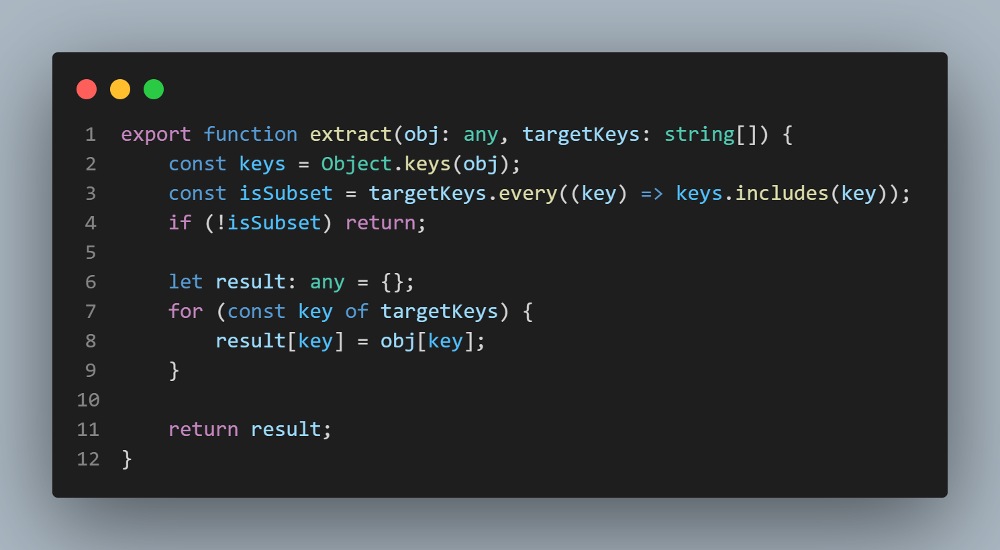 1 export function extract(obj: any, targetKeys: string[]) {
2     const keys = Object.keys(obj);
3     const isSubset = targetKeys.every((key) => keys.includes(key));
4     if (!isSubset) return;
5
6     let result: any = {};
7     for (const key of targetKeys) {
8         result[key] = obj[key];
9     }
10
11     return result;
12 }